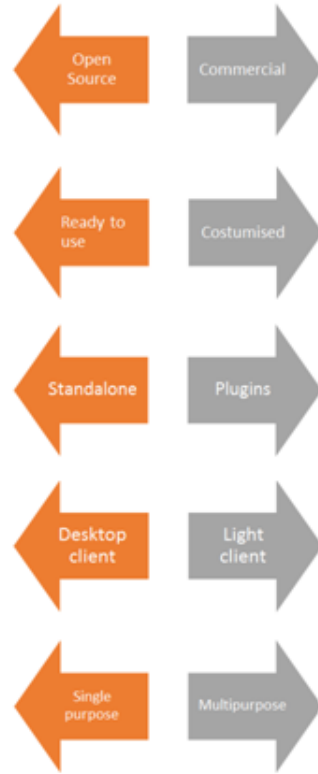 Open
Source
Commercial
Ready to
use
Costumised
Standalone
Plugins
Desktop
client
Light
client
Single
purpose
Multipurpose